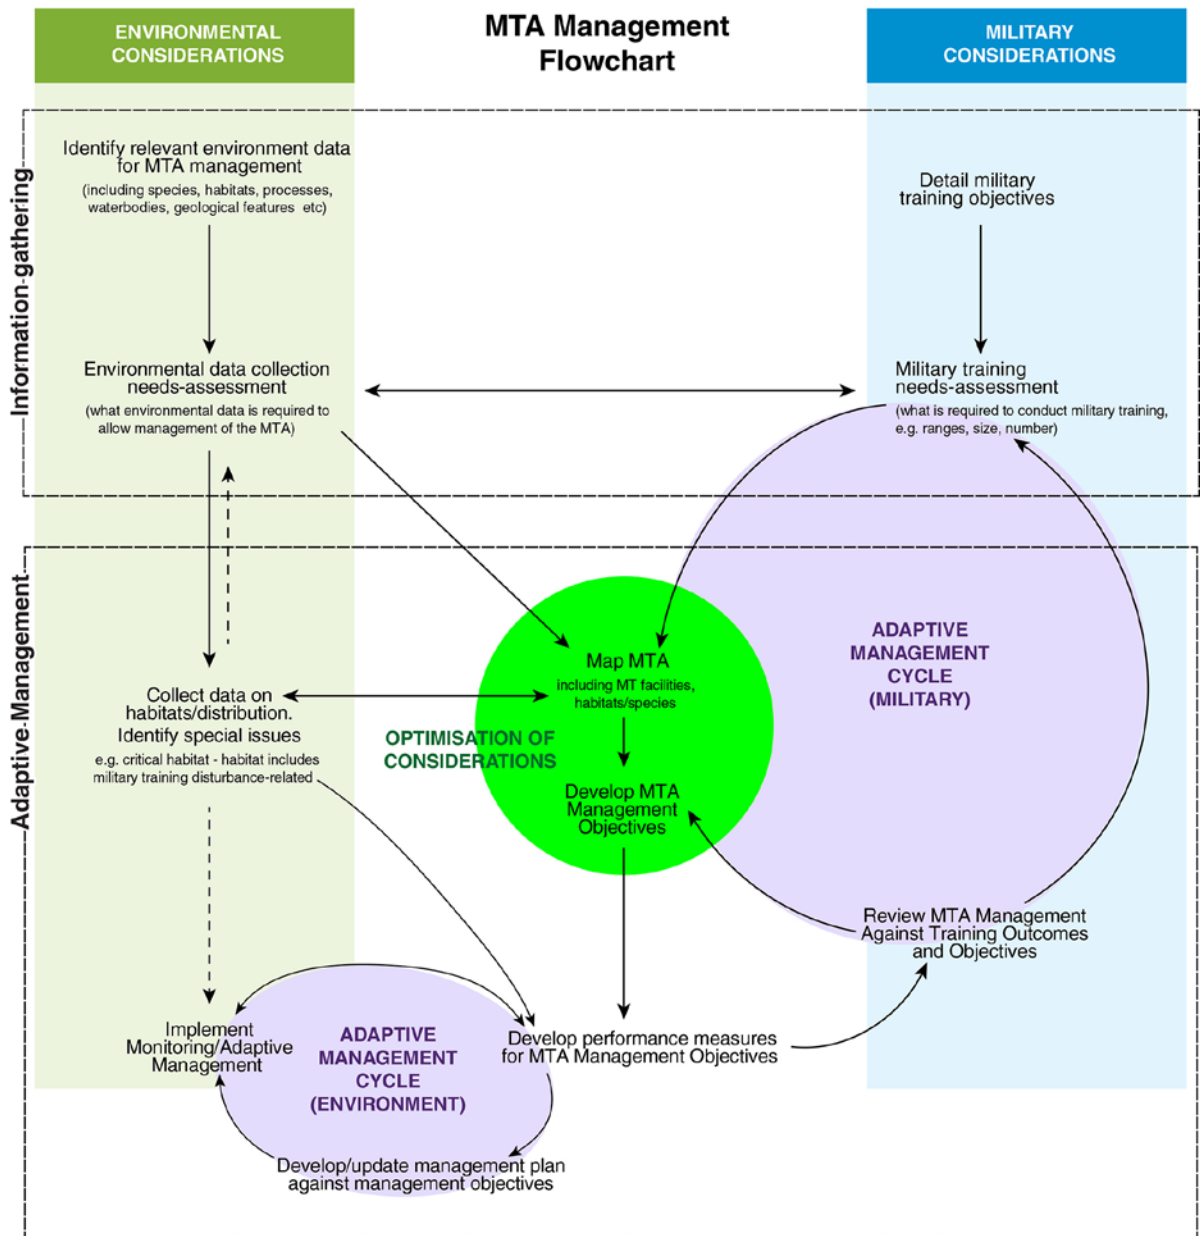 ENVIRONMENTAL
CONSIDERATIONS
MTA Management
Flowchart
MILITARY
CONSIDERATIONS
Information-gathering
Identify relevant environment data
for MTA management
(including species, habitats, processes,
waterbodies, geological features etc)
Detail military
training objectives
Environmental data collection
needs-assessment
(what environmental data is required to
allow management of the MTA)
Military training
needs-assessment
(what is required to conduct military training,
e.g. ranges, size, number)
Adaptive-Management
Map MTA
including MT facilities,
habitats/species
ADAPTIVE
MANAGEMENT
CYCLE
(MILITARY)
Collect data on
habitats/distribution.
Identify special issues
e.g. critical habitat - habitat includes
military training disturbance-related
OPTIMISATION OF
CONSIDERATIONS
Develop MTA
Management
Objectives
Review MTA Management
Against Training Outcomes
and Objectives
Implement
Monitoring/Adaptive
Management
ADAPTIVE
MANAGEMENT
CYCLE
(ENVIRONMENT)
Develop performance measures
for MTA Management Objectives
Develop/update management plan
against management objectives